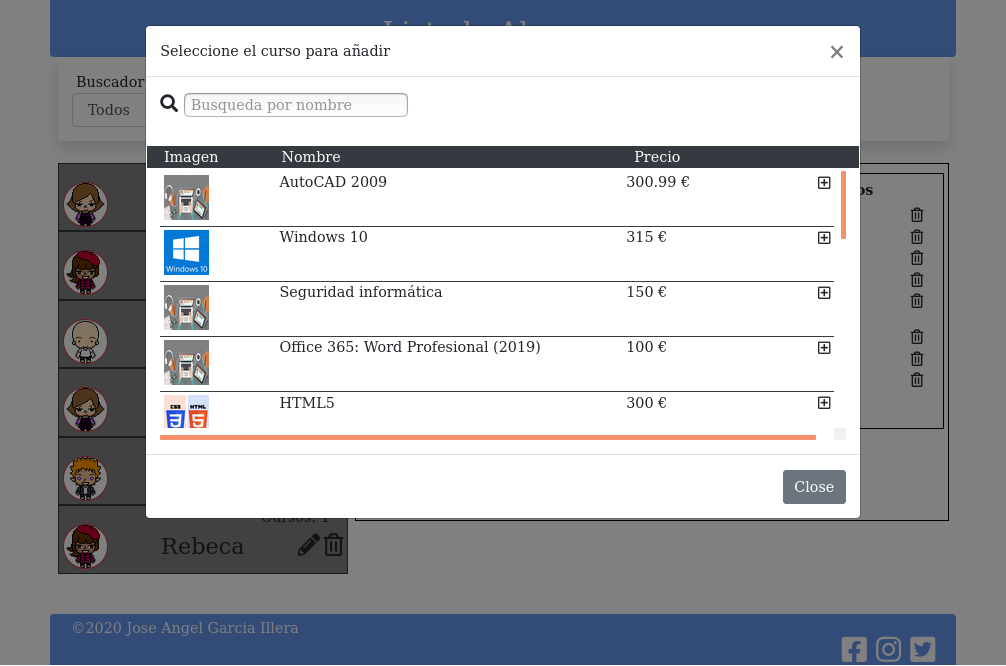 Seleccione el curso para añadir
×
Buscador
Todos
Busqueda por nombre
Imagen Nombre Precio
AutoCAD 2009 300.99 €
Windows 10 315 €
Windows 10
Seguridad informática 150 €
Office 365: Word Profesional (2019) 100 €
HTML5 300 €
CSS HTML
3 5
Close
Cursos: 1
Rebeca
©2020 Jose Angel Garcia Illera